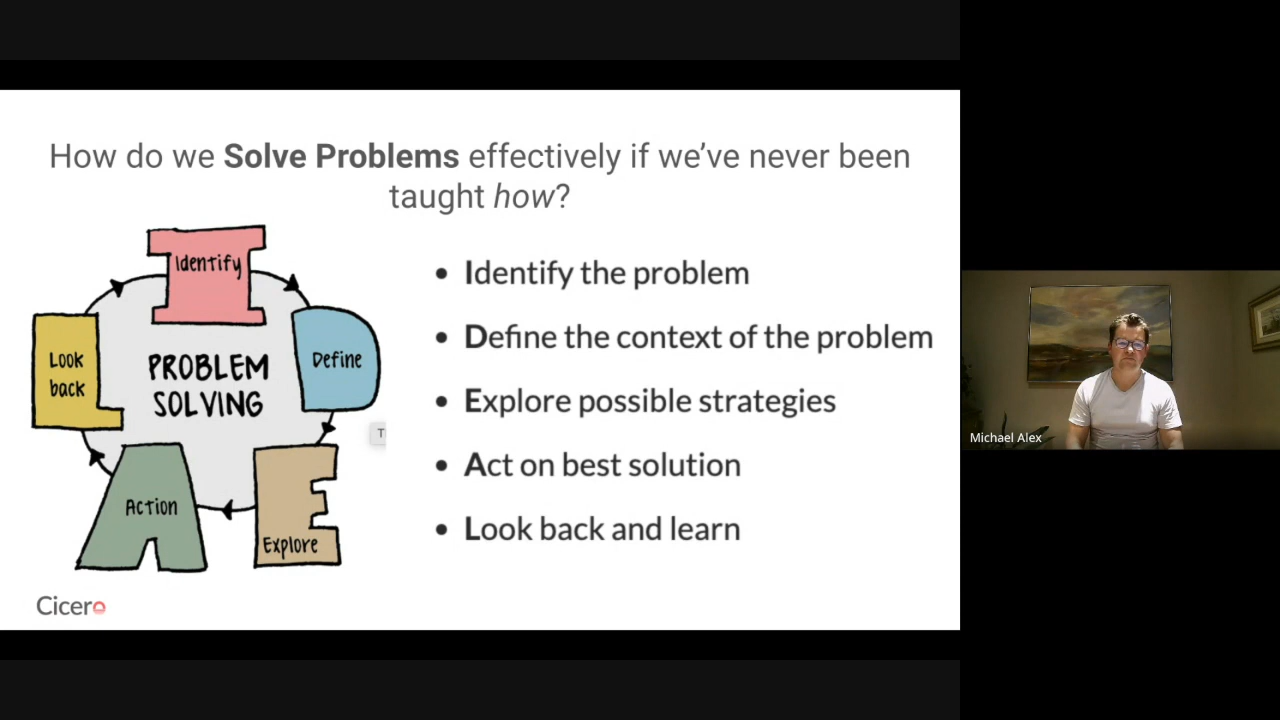 How do we Solve Problems effectively if we've never been
taught how?
Identify
Define
Explore
Action
Look
back
PROBLEM
SOLVING
T
• Identify the problem
• Define the context of the problem
• Explore possible strategies
• Act on best solution
• Look back and learn
Cicero
Michael Alex